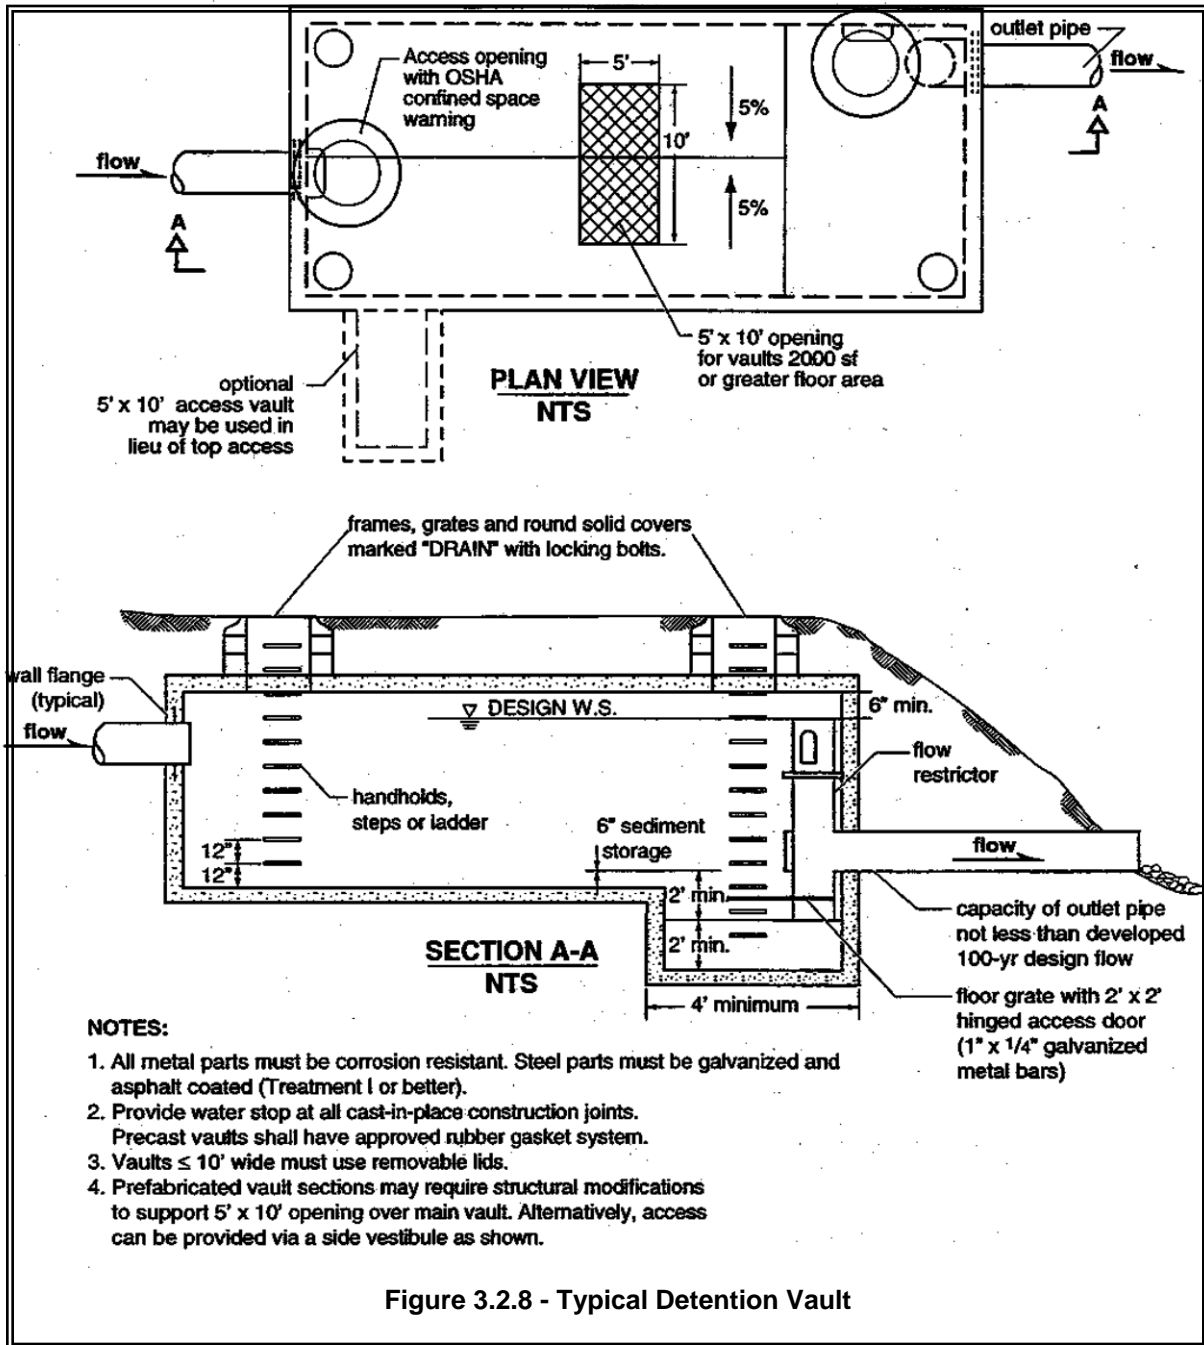 outlet pipe
flow
A
Access opening
with OSHA
confined space
warning
5'
10'
5%
5%
flow
A
optional
5' x 10' access vault
may be used in
lieu of top access
5' x 10' opening
for vaults 2000 sf
or greater floor area
PLAN VIEW
NTS
frames, grates and round solid covers
marked "DRAIN" with locking bolts.
wall flange
(typical)
flow
DESIGN W.S.
6" min.
flow
restrictor
handholds,
steps or ladder
6" sediment
storage
12"
12"
2' min.
2' min.
flow
capacity of outlet pipe
not less than developed
100-yr design flow
SECTION A-A
NTS
4' minimum
floor grate with 2' x 2'
hinged access door
(1" x 1/4" galvanized
metal bars)
NOTES:
1. All metal parts must be corrosion resistant. Steel parts must be galvanized and
asphalt coated (Treatment I or better).
2. Provide water stop at all cast-in-place construction joints.
Precast vaults shall have approved rubber gasket system.
3. Vaults ≤ 10' wide must use removable lids.
4. Prefabricated vault sections may require structural modifications
to support 5' x 10' opening over main vault. Alternatively, access
can be provided via a side vestibule as shown.
Figure 3.2.8 - Typical Detention Vault